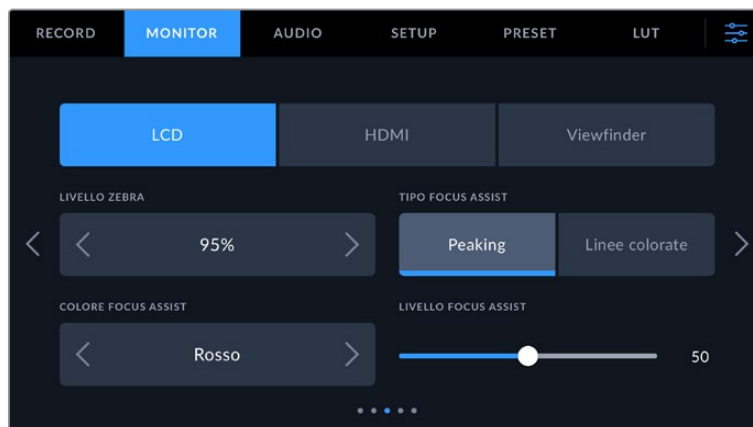 RECORD MONITOR AUDIO SETUP PRESET LUT
LCD HDMI Viewfinder
LIVELLO ZEBRA TIPO FOCUS ASSIST
95% Peaking Linee colorate
COLORE FOCUS ASSIST LIVELLO FOCUS ASSIST
Rosso 50